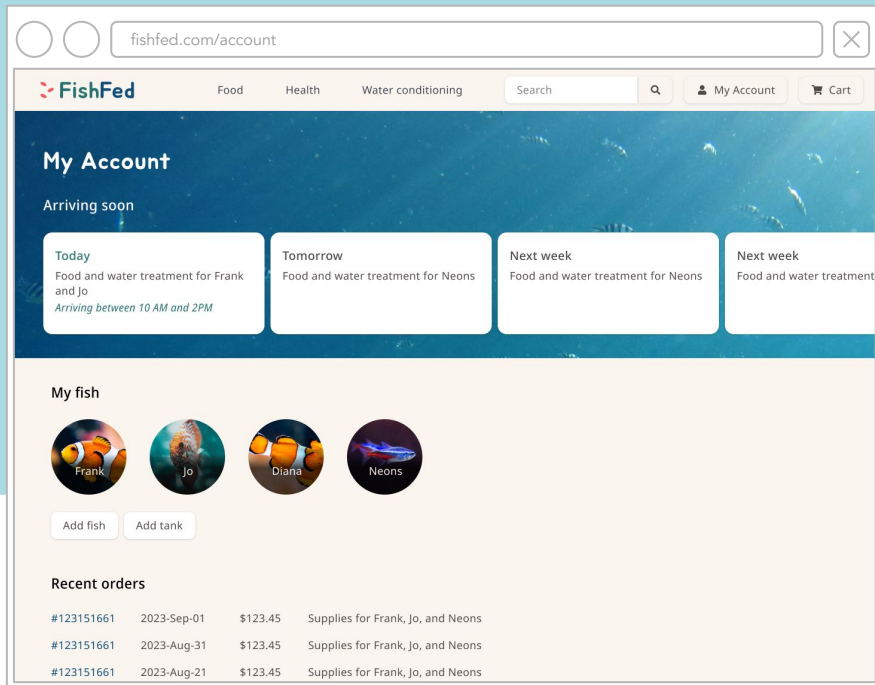 fishfed.com/account
FishFed
Food
Health
Water conditioning
Search
My Account
Cart
My Account
Arriving soon
Today
Food and water treatment for Frank
and Jo
Arriving between 10 AM and 2PM
Tomorrow
Food and water treatment for Neons
Next week
Food and water treatment for Neons
Next week
Food and water treatment
My fish
Frank
Jo
Diana
Neons
Add fish
Add tank
Recent orders
#123151661 2023-Sep-01 $123.45 Supplies for Frank, Jo, and Neons
#123151661 2023-Aug-31 $123.45 Supplies for Frank, Jo, and Neons
#123151661 2023-Aug-21 $123.45 Supplies for Frank, Jo, and Neons